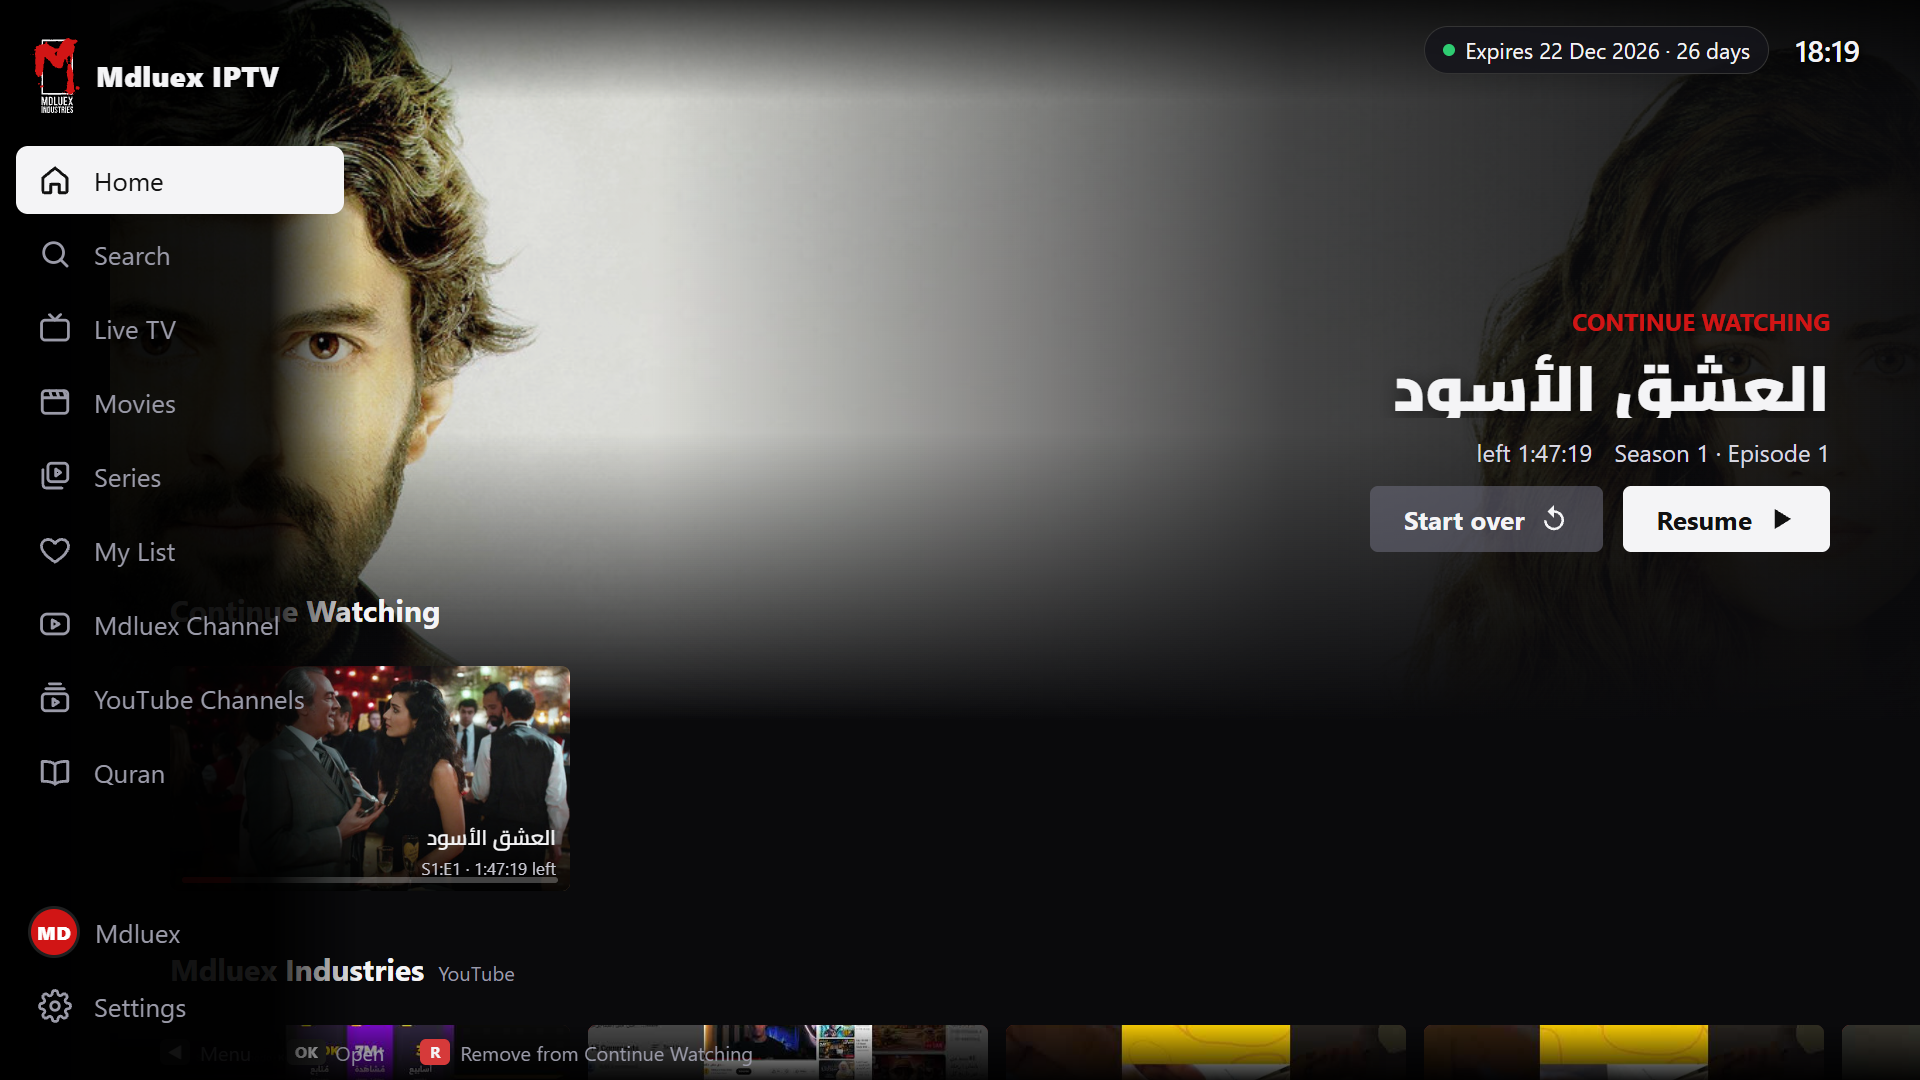 MDLUEX
INDUSTRIES
Mdluex IPTV
Expires 22 Dec 2026 · 26 days
18:19
Home
Search
Live TV
Movies
Series
My List
Mdluex Channel
YouTube Channels
Quran
Mdluex
MD
Settings
CONTINUE WATCHING
العشق الأسود
left 1:47:19 Season 1 · Episode 1
Start over
Resume
Continue Watching
العشق الأسود
S1:E1 · 1:47:19 left
Mdluex Industries YouTube
Menu
OK Open
R Remove from Continue Watching